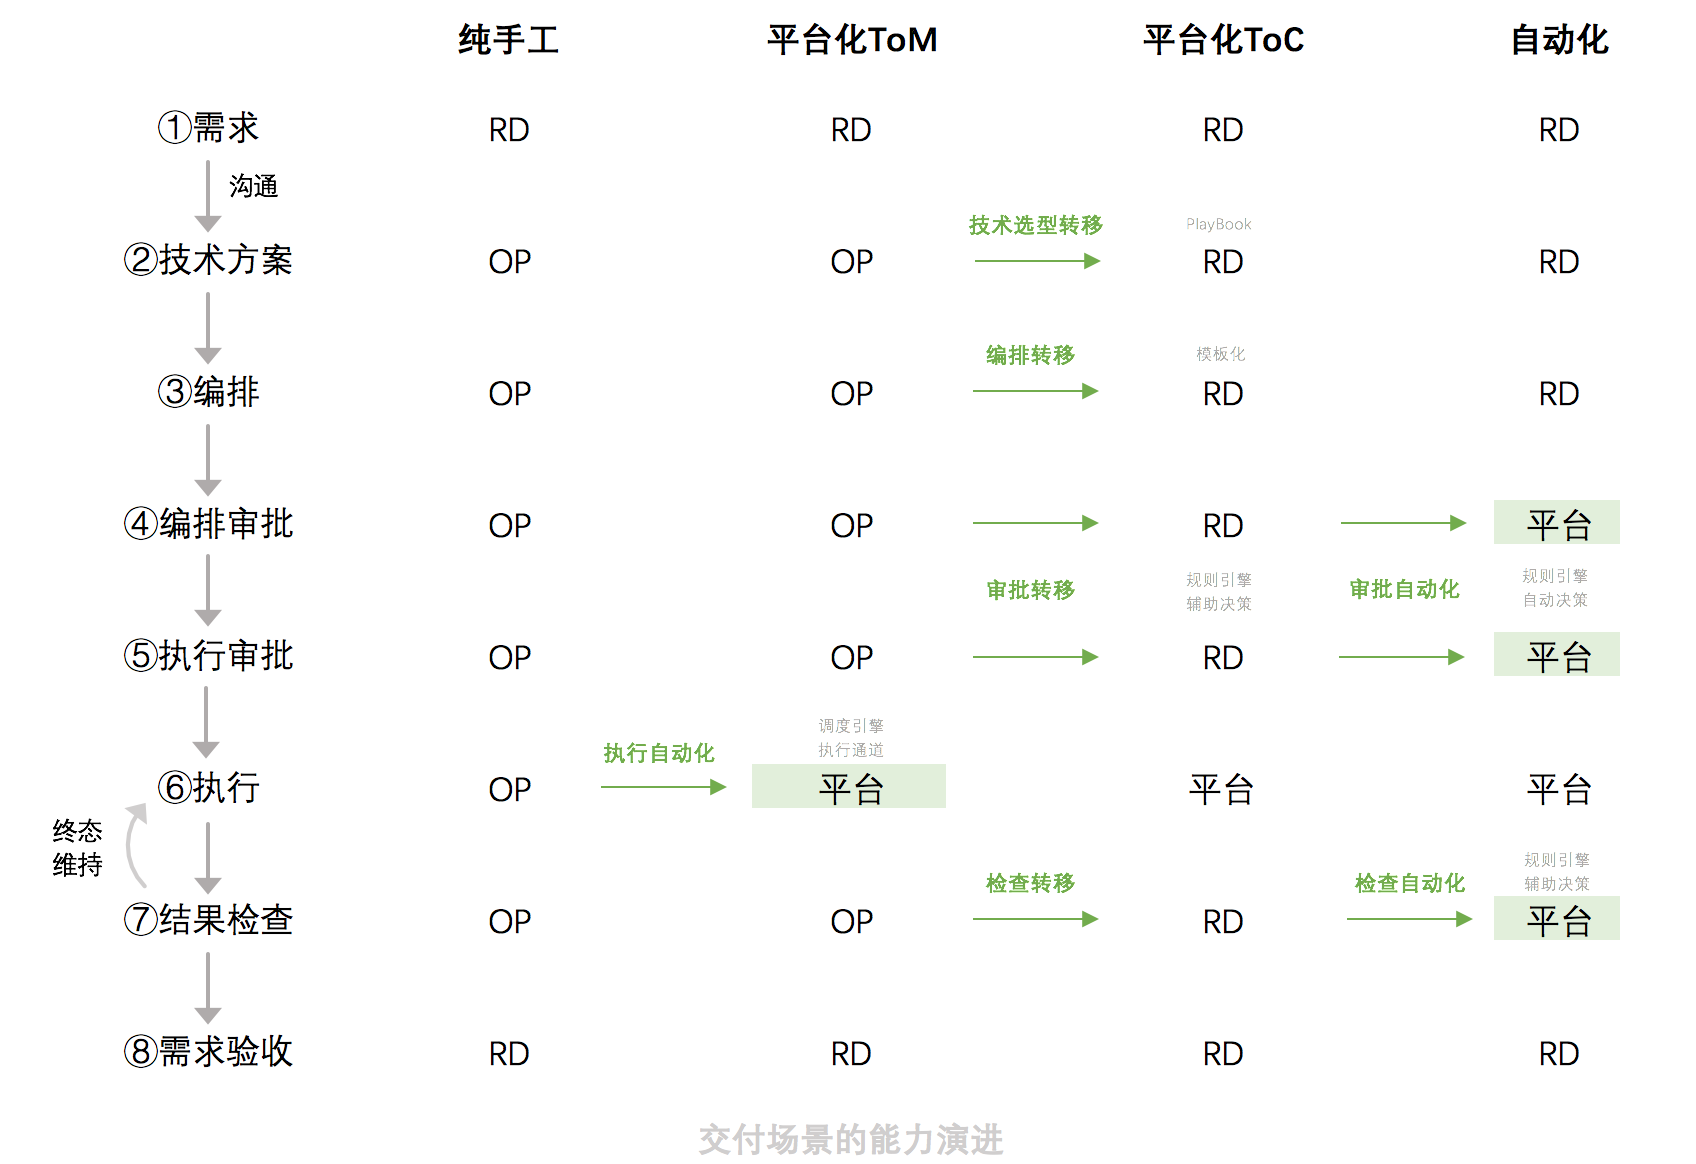 纯手工 平台化ToM 平台化ToC 自动化
①需求 RD RD RD RD
沟通
技术选型转移 PlayBook
②技术方案 OP OP RD RD
编排转移 模板化
③编排 OP OP RD RD
④编排审批 OP OP RD 平台
审批转移 规则引擎 审批自动化 规则引擎
辅助决策 自动决策
⑤执行审批 OP OP RD 平台
调度引擎
执行自动化 执行通道
⑥执行 OP 平台 平台 平台
终态
维持
规则引擎
检查转移 检查自动化 辅助决策
⑦结果检查 OP OP RD 平台
⑧需求验收 RD RD RD RD
交付场景的能力演进